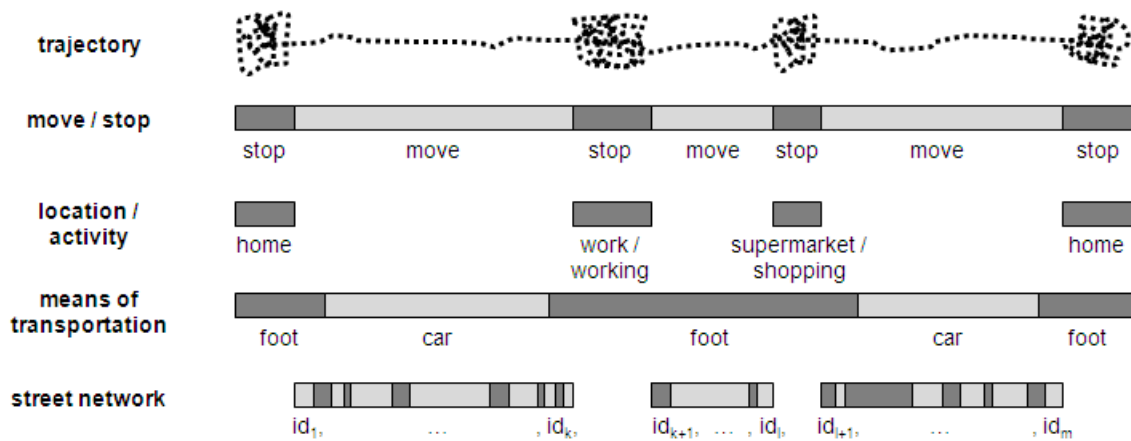 trajectory
move / stop
stop move stop move stop move stop
location /
activity
home work / supermarket / home
working shopping
means of
transportation
foot car foot car foot
street network
id₁, … , idₖ, idₖ₊₁, … , idₗ, idₗ₊₁, … , idₘ